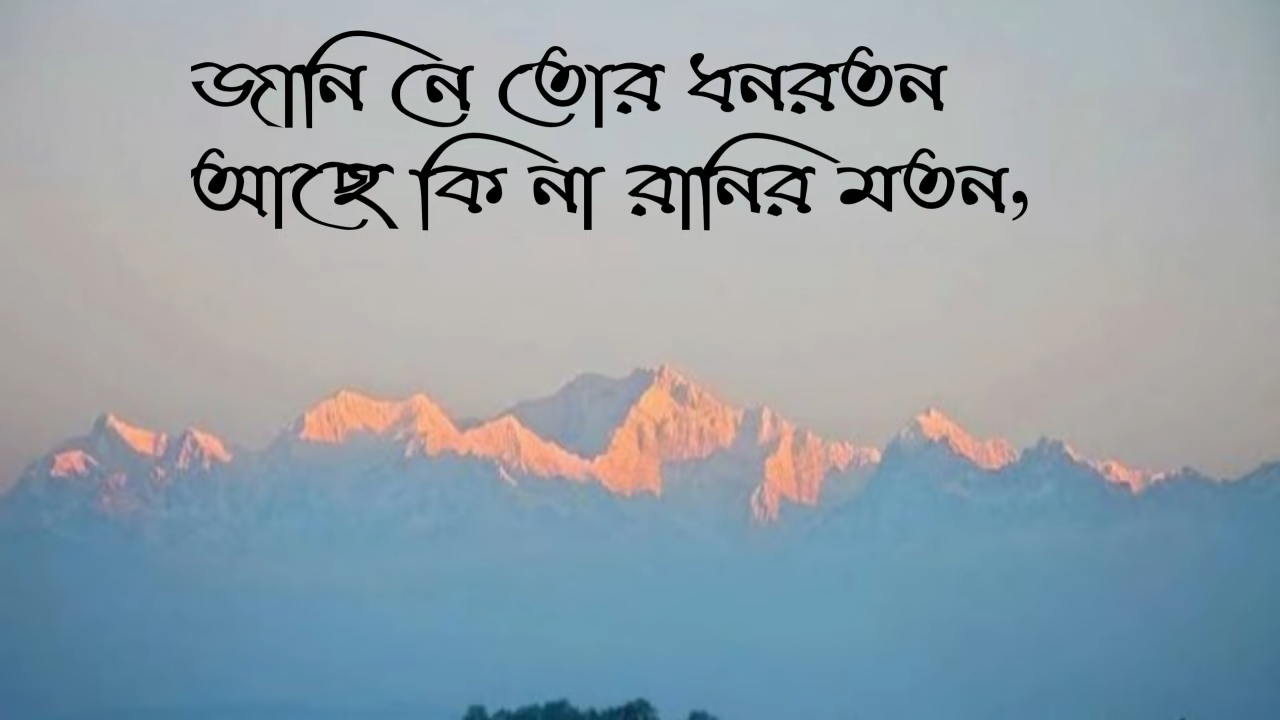 জানি নে তোর ধনরতন
আছে কি না রানির মতন,